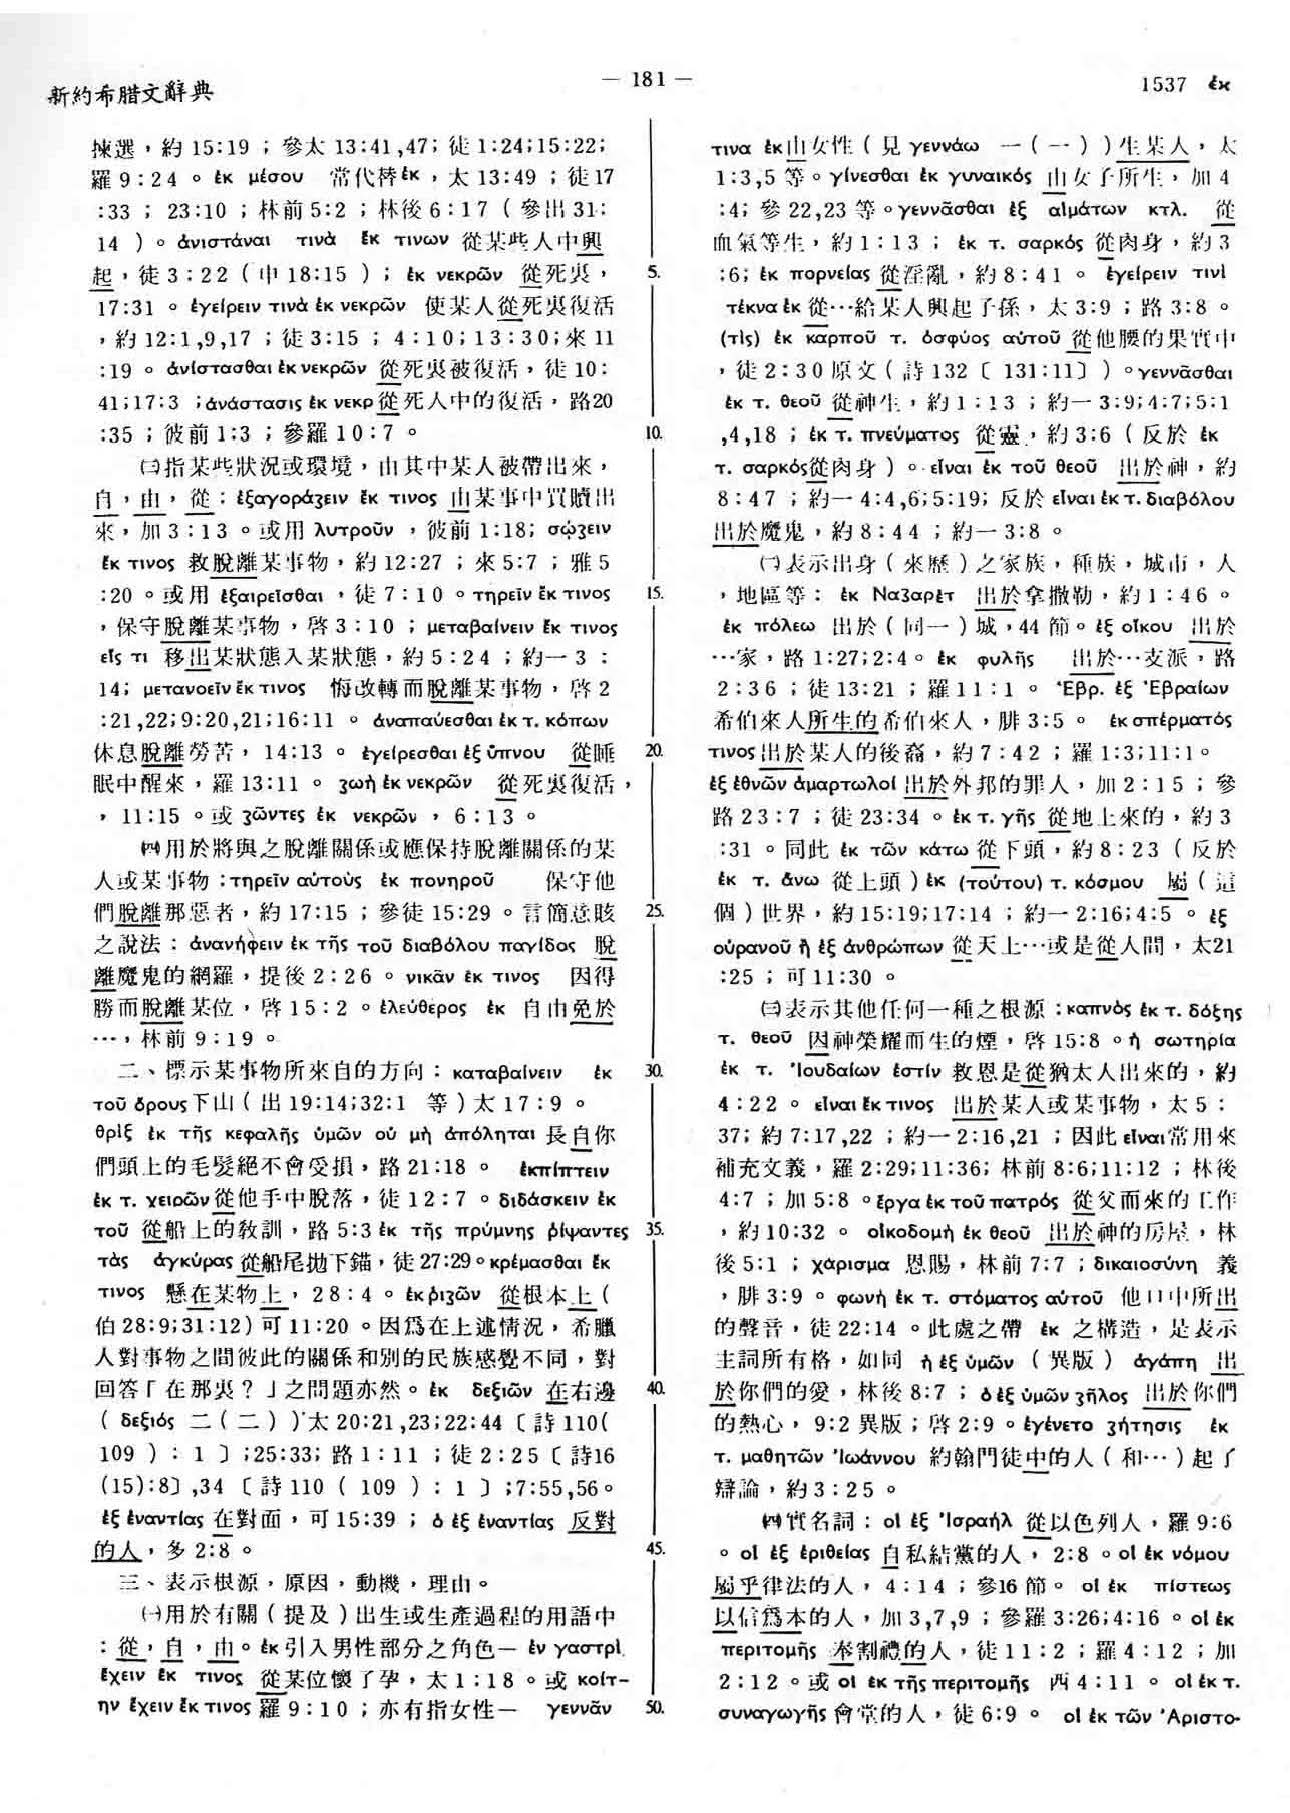 新約希腊文辭典
— 181 —
1537 ἐκ
揀選，約 15:19 ；參太 13:41,47; 徒 1:24;15:22;
羅 9:24 。ἐκ μέσου 當代替ἐκ，太 13:49 ；徒17
:33 ； 23:10 ；林前 5:2 ；林後 6:17 ( 參出 31:
14 ) 。ἀνιστάναι τινὰ ἔκ τινων 從某些人中興
起，徒 3:22 ( 申 18:15 ) ； ἐκ νεκρῶν 從死裏，
17:31 。ἐγείρειν τινὰ ἐκ νεκρῶν 使某人從死裏復活
，約 12:1,9,17 ；徒 3:15 ； 4:10; 13:30;來 11
:19 。ἀνίστασθαι ἐκ νεκρῶν 從死裏被復活，徒 10:
41;17:3 ;ἀνάστασις ἐκ νεκρ從死人中的復活，路20
:35 ；彼前 1;3 ；參羅 10:7 。
㈢指某些狀況或環境，由其中某人被帶出來，
自，由，從：ἐξαγοράζειν ἔκ τινος 由某事中買贖出
來，加 3:13 。或用 λυτροῦν ，彼前 1:18; σῴζειν
ἔκ τινος 救脫離某事物，約 12:27 ；來 5:7 ；雅 5
:20 。或用 ἐξαιρεῖσθαι ，徒 7:10 。τηρεῖν ἔκ τινος
，保守脫離某事物，啓 3:10 ；μεταβαίνειν ἔκ τινος
εἴς τι 移出某狀態入某狀態，約 5:24 ；約一 3 :
14; μετανοεῖν ἔκ τινος 悔改轉而脫離某事物，啓 2
:21,22;9:20,21;16:11 。ἀναπαύεσθαι ἐκ τ. κόπων
休息脫離勞苦， 14:13 。ἐγείρεσθαι ἐξ ὕπνου 從睡
眠中醒來，羅 13:11 。ζωὴ ἐκ νεκρῶν 從死裏復活，
， 11:15 。或 ζῶντες ἐκ νεκρῶν ， 6:13 。
㈣用於將與之脫離關係或應保持脫離關係的某
人或某事物：τηρεῖν αὐτοὺς ἐκ πονηροῦ 保守他
們脫離那惡者，約 17:15 ；參徒 15:29 。言簡意賅
之說法：ἀνανήφειν ἐκ τῆς τοῦ διαβόλου παγίδος 脫
離魔鬼的網羅，提後 2:26 。νικᾶν ἐκ τινος 因得
勝而脫離某位，啓 15:2 。ἐλεύθερος ἐκ 自由免於
…，林前 9:19 。
二、標示某事物所來自的方向：καταβαίνειν ἐκ
τοῦ ὄρους下山 ( 出 19:14;32:1 等 ) 太 17:9 。
θρὶξ ἐκ τῆς κεφαλῆς ὑμῶν οὐ μὴ ἀπόληται 長自你
們頭上的毛髮絕不會受損，路 21:18 。 ἐκπίπτειν
ἐκ τ. χειρῶν從他手中脫落，徒 12:7 。διδάσκειν ἐκ
τοῦ 從船上的教訓，路 5:3 ἐκ τῆς πρύμνης ῥίψαντες
τὰς ἀγκύρας 從船尾拋下錨，徒 27:29。κρέμασθαι ἔκ
τινος 懸在某物上， 28:4 。ἐκ ῥιζῶν 從根本上 (
伯 28:9;31:12) 可 11:20 。因爲在上述情況，希臘
人對事物之間彼此的關係和別的民族感覺不同，對
回答「在那裏？」之問題亦然。ἐκ δεξιῶν 在右邊
( δεξιός 二 ( 二 ) ) 太 20:21,23;22:44 〔詩 110(
109 ) : 1 〕;25:33; 路 1:11 ；徒 2:25〔 詩16
(15):8〕,34 〔 詩 110 ( 109 ) : 1 〕;7:55,56。
ἐξ ἐναντίας 在對面，可 15:39 ； ὁ ἐξ ἐναντίας 反對
的人，多 2:8 。
三、表示根源，原因，動機，理由。
㈠用於有關 ( 提及 ) 出生或生產過程的用語中
：從，自，由。ἐκ 引入男性部分之角色— ἐν γαστρὶ
ἔχειν ἐκ τινος 從某位懷了孕，太 1:18 。或 κοίτ-
ην ἔχειν ἔκ τινος 羅 9:10 ；亦有指女性— γεννᾶν
5.
10.
15.
20.
25.
30.
35.
40.
45.
50.
τινα ἐκ由女性 ( 見 γεννάω 一 ( 一 ) ) 生某人，太
1:3,5 等。γίνεσθαι ἐκ γυναικός 由女子所生，加 4
:4; 參 22,23 等。γεννᾶσθαι ἐξ αἱμάτων κτλ. 從
血氣等生，約 1:13 ； ἐκ τ. σαρκός 從肉身，約 3
:6; ἐκ πορνείας 從淫亂，約 8:41 。 ἐγείρειν τινὶ
τέκνα ἐκ 從…給某人興起子孫，太 3:9 ；路 3:8 。
(τὶς) ἐκ καρποῦ τ. ὀσφύος αὐτοῦ 從他腰的果實中
，徒 2:30 原文 ( 詩 132 〔 131:11〕 ) 。γεννᾶσθαι
ἐκ τ. θεοῦ 從神生，約 1:13 ；約一 3:9;4:7;5:1
,4,18 ；ἐκ τ. πνεύματος 從靈，約 3;6 ( 反於 ἐκ
τ. σαρκός從肉身 ) 。εἶναι ἐκ τοῦ θεοῦ 出於神，約
8:47 ；約一 4:4,6;5:19; 反於 εἶναι ἐκ τ. διαβόλου
出於魔鬼，約 8:44 ；約一 3:8 。
㈡表示出身 ( 來歷 ) 之家族，種族，城市，人
，地區等： ἐκ Ναζαρὲτ 出於拿撒勒，約 1:46 。
ἐκ πόλεω 出於 ( 同一 ) 城，44 節。ἐξ οἴκου 出於
…家，路 1:27;2:4。ἐκ φυλῆς 出於…支派，路
2:36 ；徒 13:21 ；羅 11:1 。 Ἑβρ. ἐξ Ἑβραίων
希伯來人所生的希伯來人，腓 3:5 。 ἐκ σπέρματός
τινος出於某人的後裔，約 7:42 ；羅 1:3;11:1。
ἐξ ἐθνῶν ἁμαρτωλοί 出於外邦的罪人，加 2:15 ；參
路 23:7 ；徒 23:34 。ἐκ τ. γῆς 從地上來的，約 3
:31 。同此 ἐκ τῶν κάτω 從下頭，約 8:23 ( 反於
ἐκ τ. ἄνω 從上頭 ) ἐκ (τούτου) τ. κόσμου 屬 ( 這
個 ) 世界，約 15:19;17:14 ；約一 2:16;4:5 。ἐξ
οὐρανοῦ ἢ ἐξ ἀνθρώπων 從天上…或是從人間，太21
:25 ；可 11:30 。
㈢表示其他任何一種之根源：καπνὸς ἐκ τ. δόξης
τ. θεοῦ 因神榮耀而生的煙，啓 15:8 。ἡ σωτηρία
ἐκ τ. Ἰουδαίων ἐστίν 救恩是從猶太人出來的，約
4:22 。εἶναι ἔκ τινος 出於某人或某事物，太 5:
37; 約 7:17,22 ；約一 2:16,21 ；因此 εἶναι常用來
補充文義，羅 2:29;11:36; 林前 8:6;11:12 ；林後
4:7 ；加 5:8 。ἔργα ἐκ τοῦ πατρός 從父而來的工作
，約 10:32 。 οἰκοδομὴ ἐκ θεοῦ 出於神的房屋，林
後 5:1 ；χάρισμα 恩賜，林前 7:7 ；δικαιοσύνη 義
，腓 3:9 。φωνὴ ἐκ τ. στόματος αὐτοῦ 他口中所出
的聲音，徒 22:14 。此處之帶 ἐκ 之構造，是表示
主詞所有格，如同 ἡ ἐξ ὑμῶν ( 異版 ) ἀγάπη 出
於你們的愛，林後 8:7 ；ὁ ἐξ ὑμῶν ζῆλος 出於你們
的熱心， 9:2 異版；啓 2:9 。ἐγένετο ζήτησις ἐκ
τ. μαθητῶν Ἰωάννου 約翰門徒中的人 ( 和… ) 起了
辯論，約 3:25 。
㈣實名詞：οἱ ἐξ Ἰσραήλ 從以色列人，羅 9:6
。οἱ ἐξ ἐριθείας 自私結黨的人， 2:8 。οἱ ἐκ νόμου
屬乎律法的人， 4:14 ；參16 節。 οἱ ἐκ πίστεως
以信爲本的人，加 3,7,9 ；參羅 3:26;4:16 。οἱ ἐκ
περιτομῆς 奉割禮的人，徒 11:2 ；羅 4:12 ；加
2:12 。或 οἱ ἐκ τῆς περιτομῆς 西 4:11 。 οἱ ἐκ τ.
συναγωγῆς 會堂的人，徒 6:9 。 οἱ ἐκ τῶν Ἀριστο-